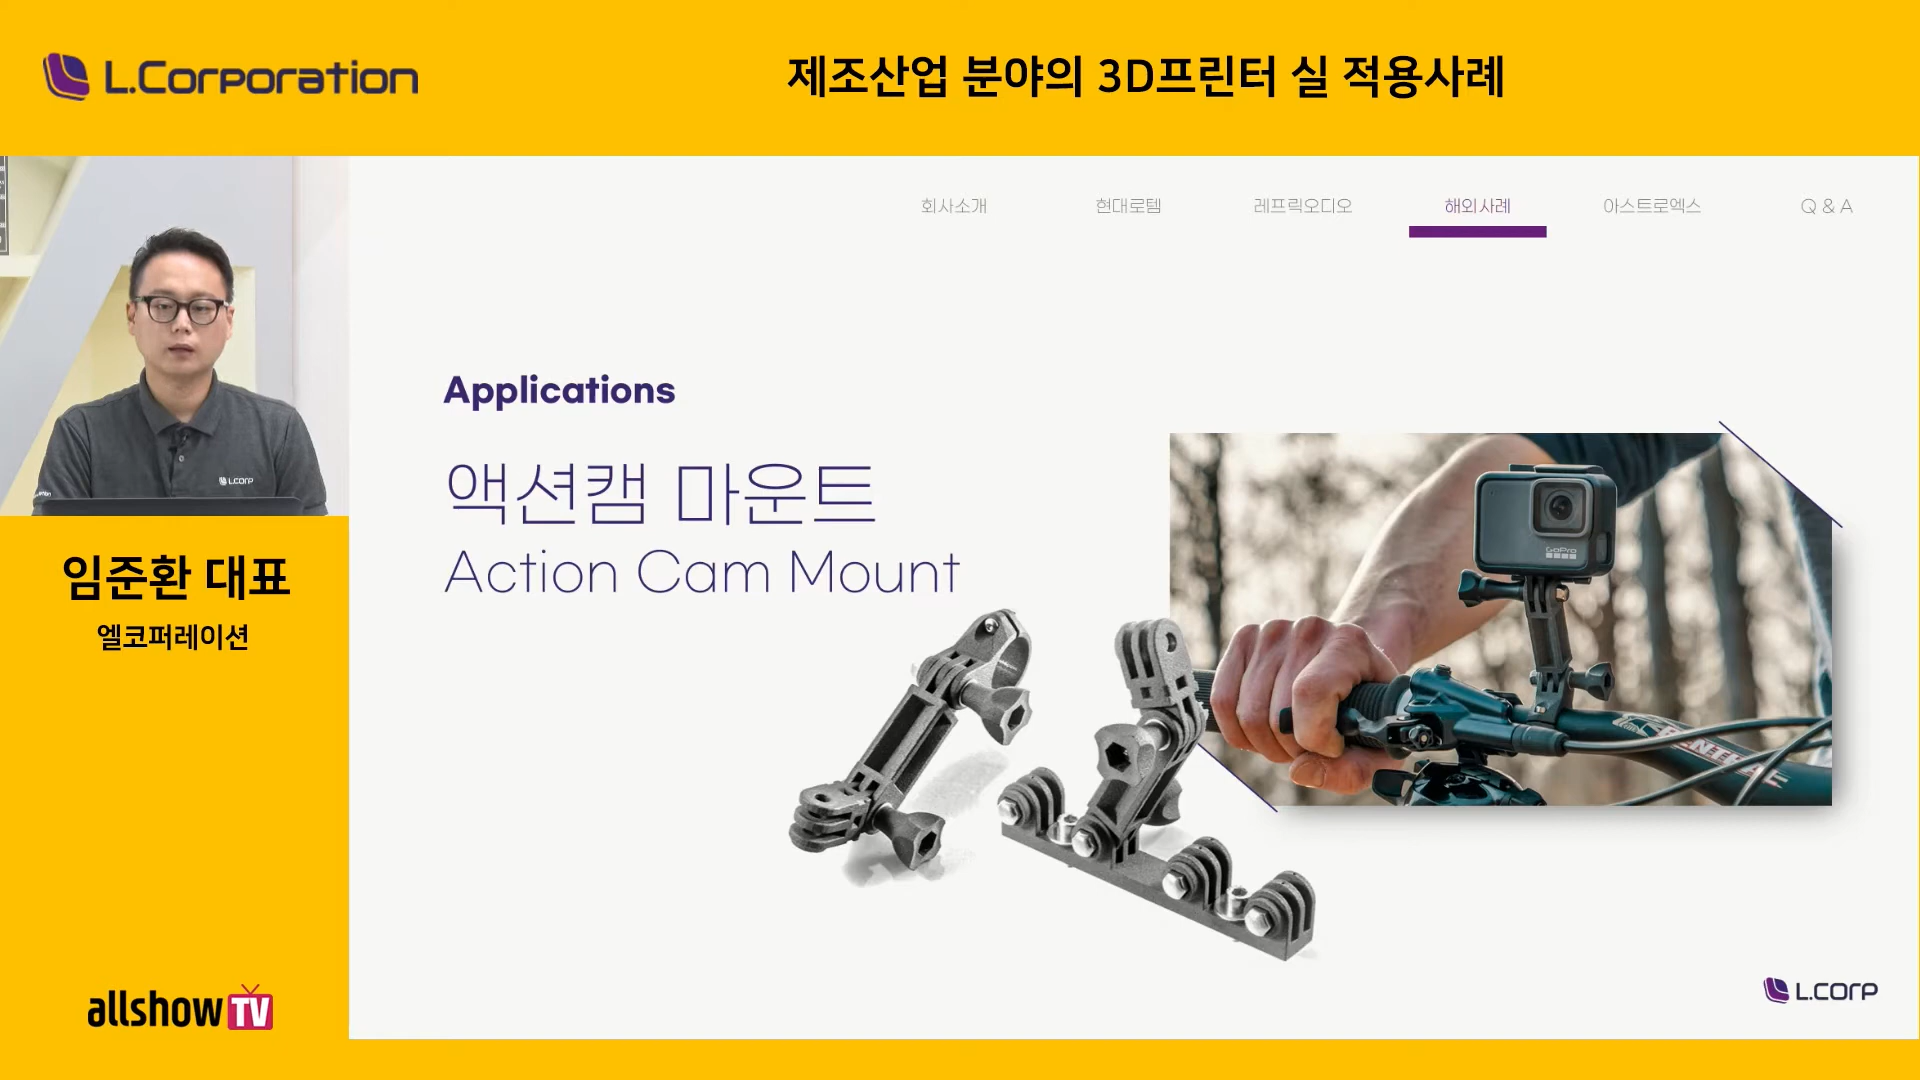 L.Corporation
제조산업 분야의 3D프린터 실 적용사례
회사소개
현대로템
레프릭오디오
해외사례
아스트로엑스
Q & A
Applications
액션캠 마운트
Action Cam Mount
GoPro
L.CORP
임준환 대표
엘코퍼레이션
allshowTV
L.CORP